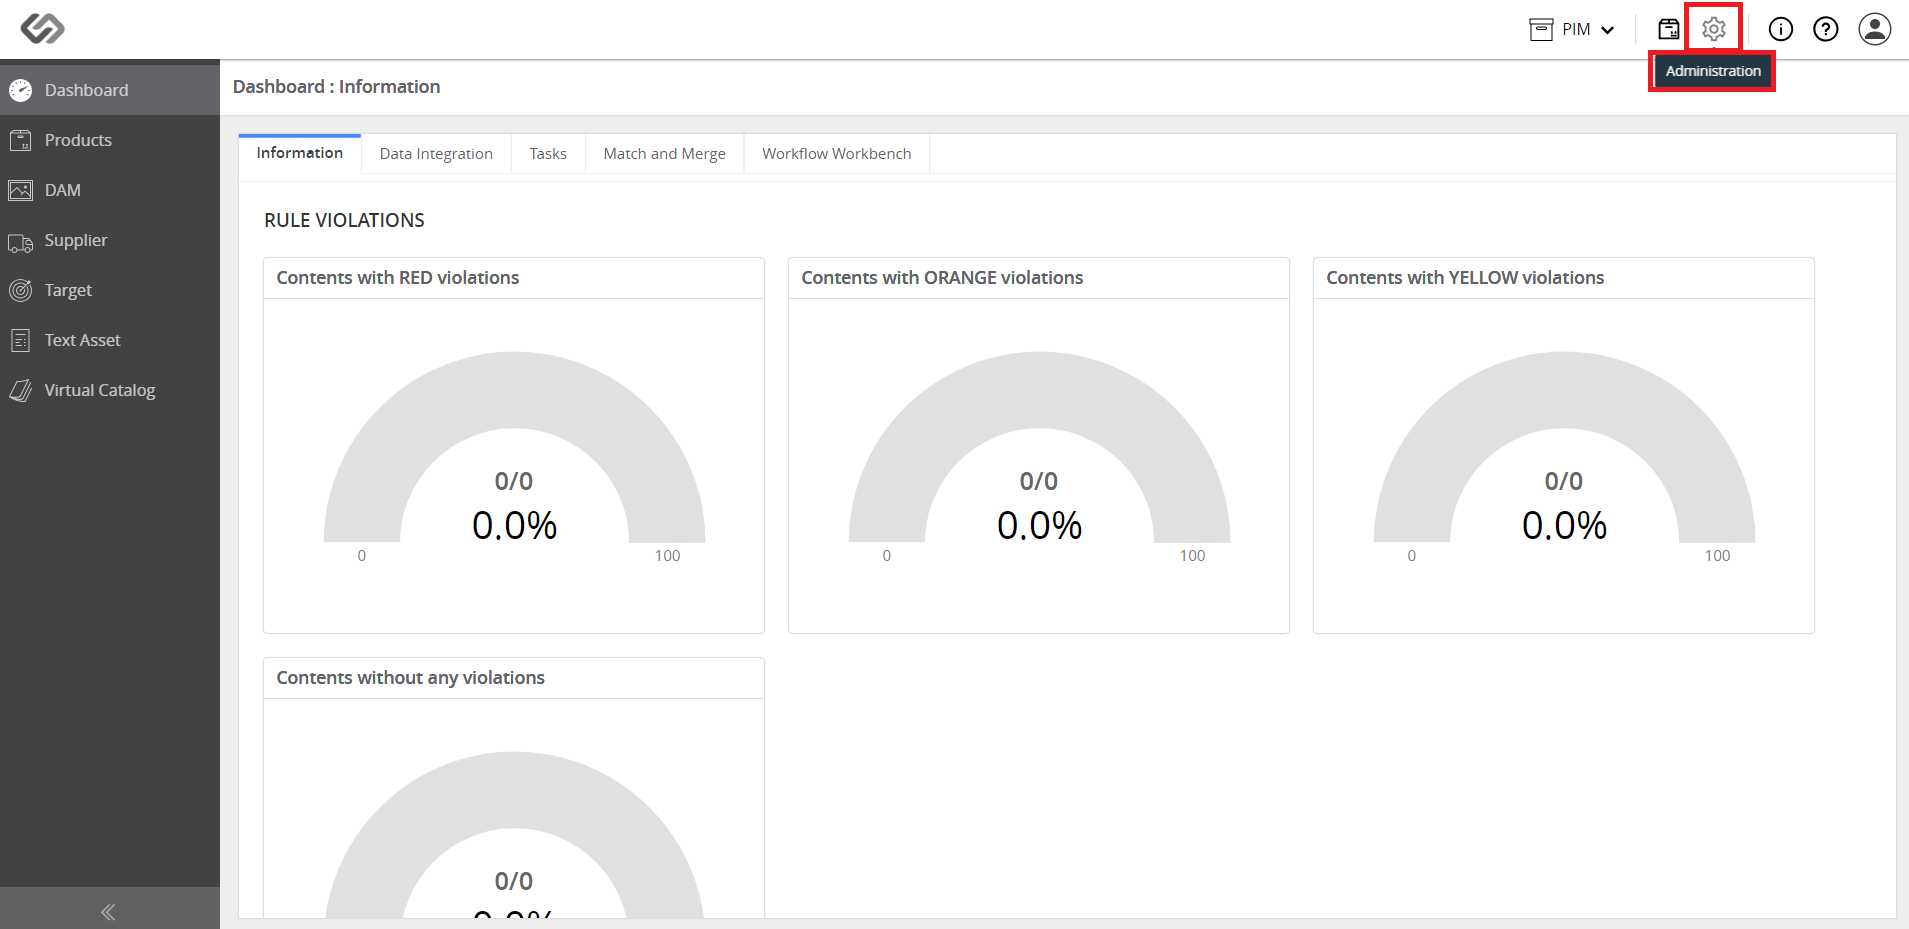 PIM
Administration
Dashboard
Products
DAM
Supplier
Target
Text Asset
Virtual Catalog
Dashboard : Information
Information
Data Integration
Tasks
Match and Merge
Workflow Workbench
RULE VIOLATIONS
Contents with RED violations
0/0
0.0%
0
100
Contents with ORANGE violations
0/0
0.0%
0
100
Contents with YELLOW violations
0/0
0.0%
0
100
Contents without any violations
0/0
0.0%